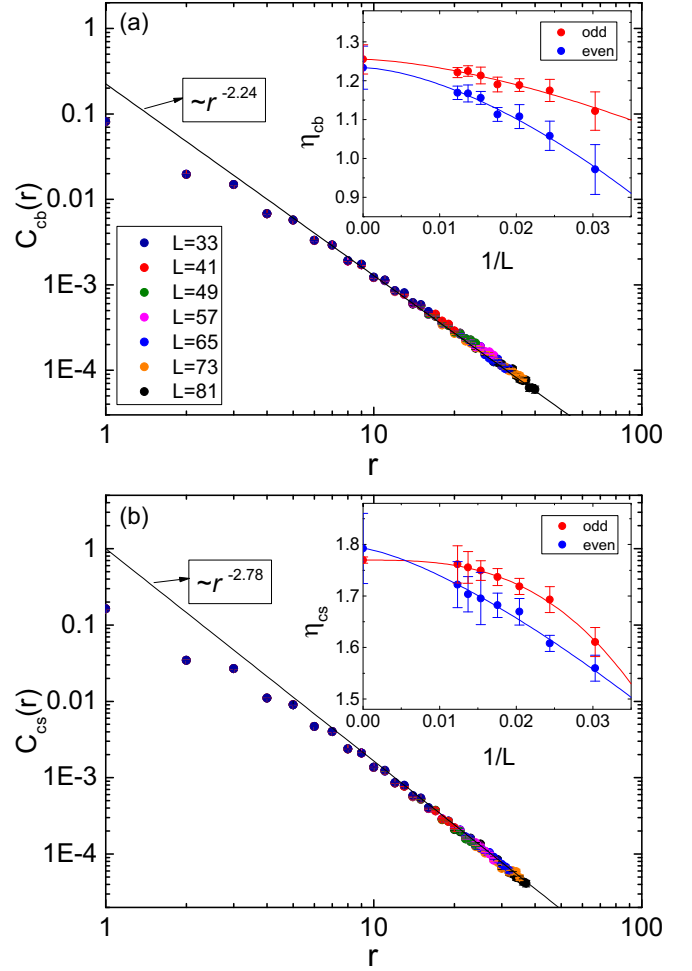 (a)
odd
even
1.3
1.2
1.1
1.0
0.9
η_cb
0.00 0.01 0.02 0.03
1/L
~r^-2.24
1
0.1
0.01
1E-3
1E-4
C_cb(r)
L=33
L=41
L=49
L=57
L=65
L=73
L=81
1 10 100
r
(b)
odd
even
1.8
1.7
1.6
1.5
η_cs
0.00 0.01 0.02 0.03
1/L
~r^-2.78
1
0.1
0.01
1E-3
1E-4
C_cs(r)
1 10 100
r